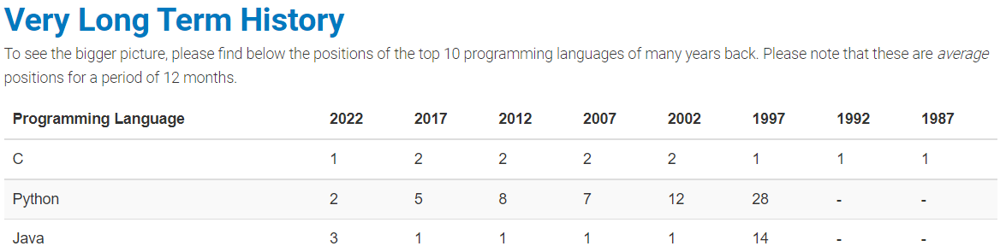 Very Long Term History
To see the bigger picture, please find below the positions of the top 10 programming languages of many years back. Please note that these are average
positions for a period of 12 months.
Programming Language 2022 2017 2012 2007 2002 1997 1992 1987
C 1 2 2 2 2 1 1 1
Python 2 5 8 7 12 28 - -
Java 3 1 1 1 1 14 - -